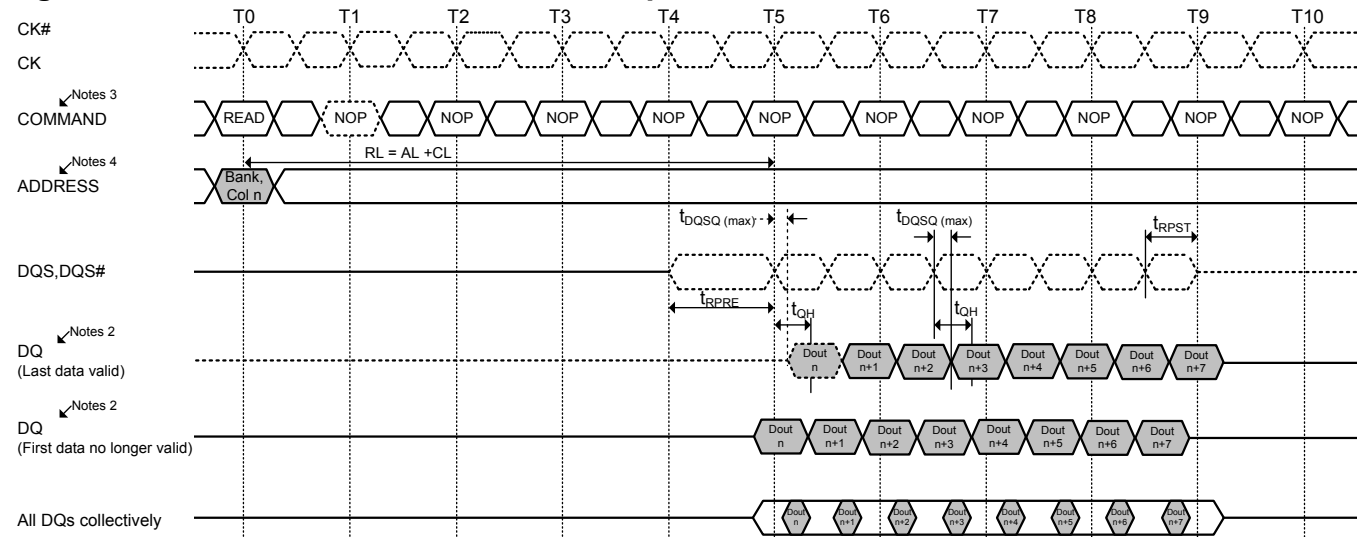 T0 T1 T2 T3 T4 T5 T6 T7 T8 T9 T10
CK#
CK
Notes 3
COMMAND
READ NOP NOP NOP NOP NOP NOP NOP NOP NOP NOP
RL = AL +CL
Notes 4
ADDRESS
Bank,
Col n
tDQSQ (max) tDQSQ (max) tRPST
DQS,DQS#
tRPRE tQH tQH
Notes 2
DQ
(Last data valid)
Dout n Dout n+1 Dout n+2 Dout n+3 Dout n+4 Dout n+5 Dout n+6 Dout n+7
Notes 2
DQ
(First data no longer valid)
Dout n Dout n+1 Dout n+2 Dout n+3 Dout n+4 Dout n+5 Dout n+6 Dout n+7
All DQs collectively
Dout n Dout n+1 Dout n+2 Dout n+3 Dout n+4 Dout n+5 Dout n+6 Dout n+7